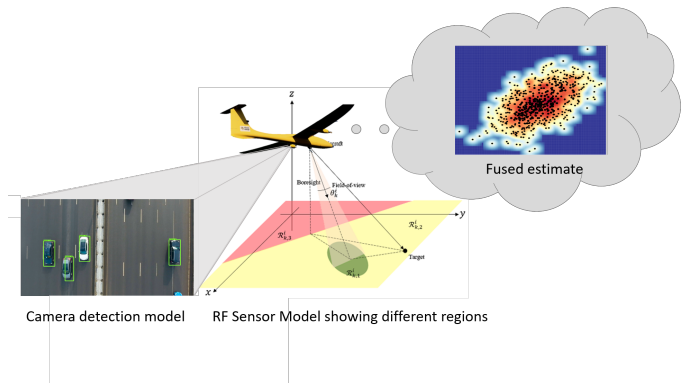 Fused estimate
z
Boresight
Field-of-view
y
x
Target
Camera detection model
RF Sensor Model showing different regions